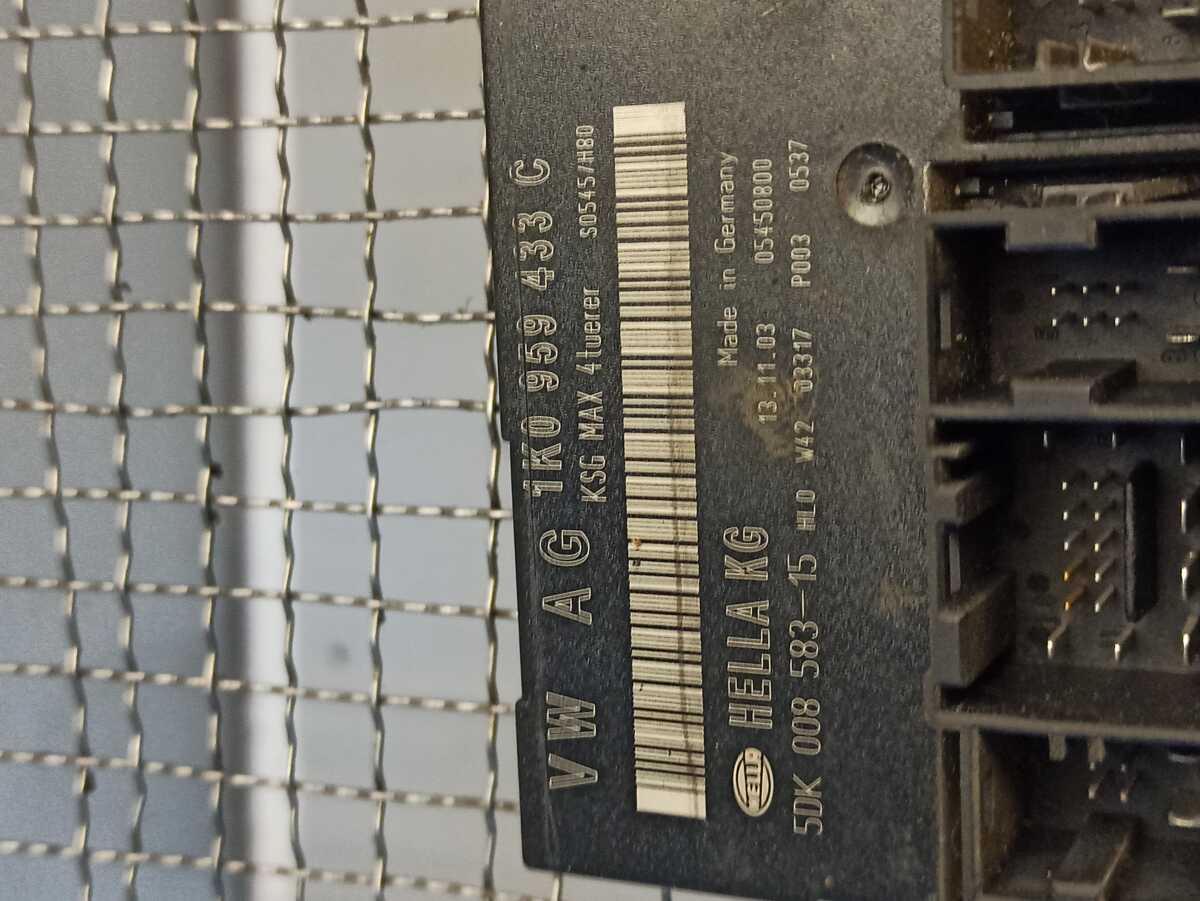 VW AG 1K0 959 433 C
KSG MAX 4tuerer S0545/H80
HELLA HELLA KG Made in Germany
13.11.03 05450800
5DK 008 583-15 HLO W42 03317 P003 0537